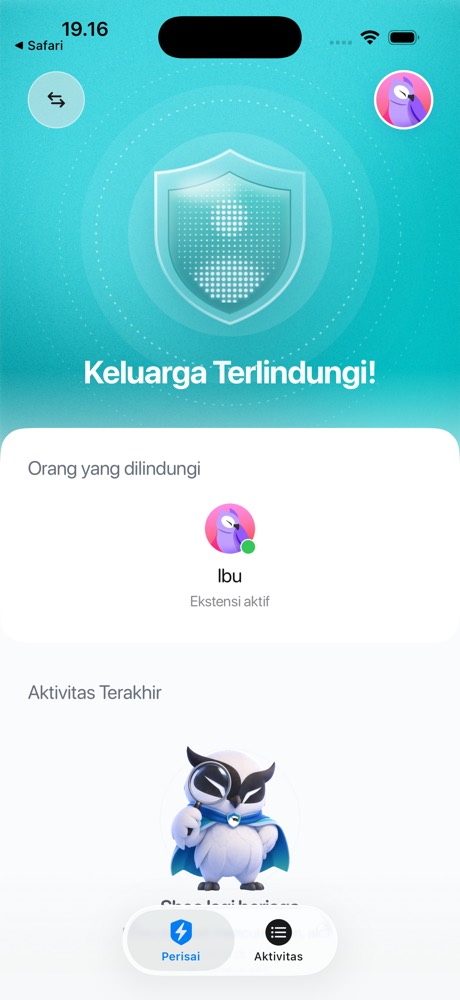 19.16
◀ Safari
Keluarga Terlindungi!
Orang yang dilindungi
Ibu
Ekstensi aktif
Aktivitas Terakhir
Perisai
Aktivitas